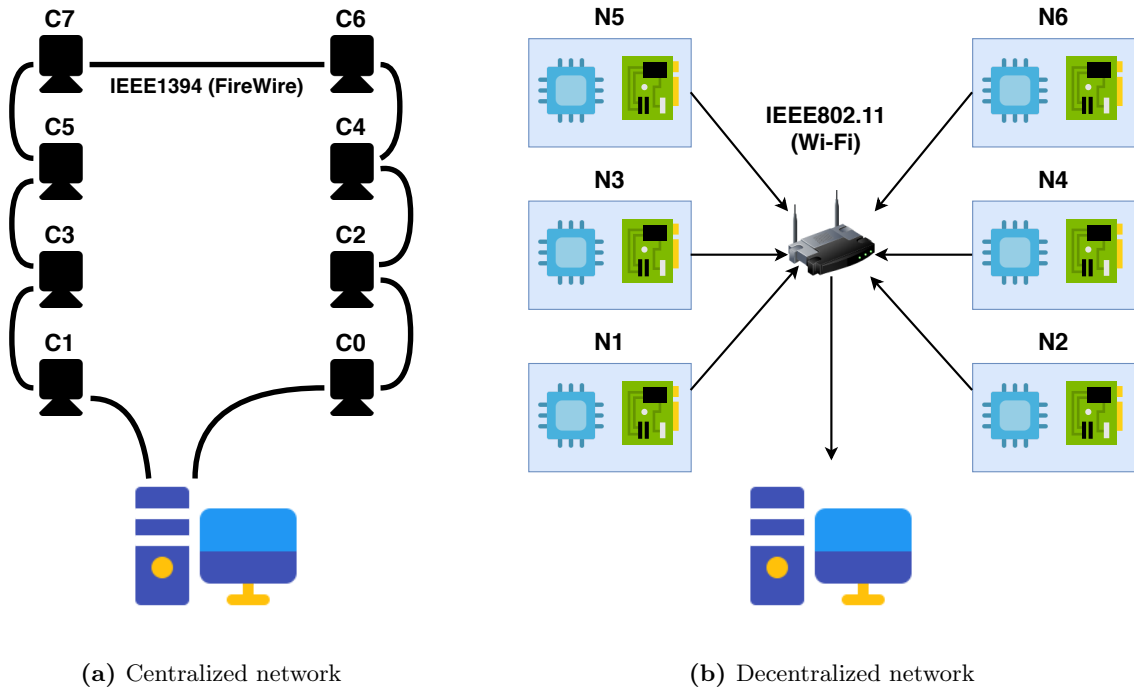 C7
C6
IEEE1394 (FireWire)
C5
C4
C3
C2
C1
C0
(a) Centralized network
N5
N6
IEEE802.11
(Wi-Fi)
N3
N4
N1
N2
(b) Decentralized network